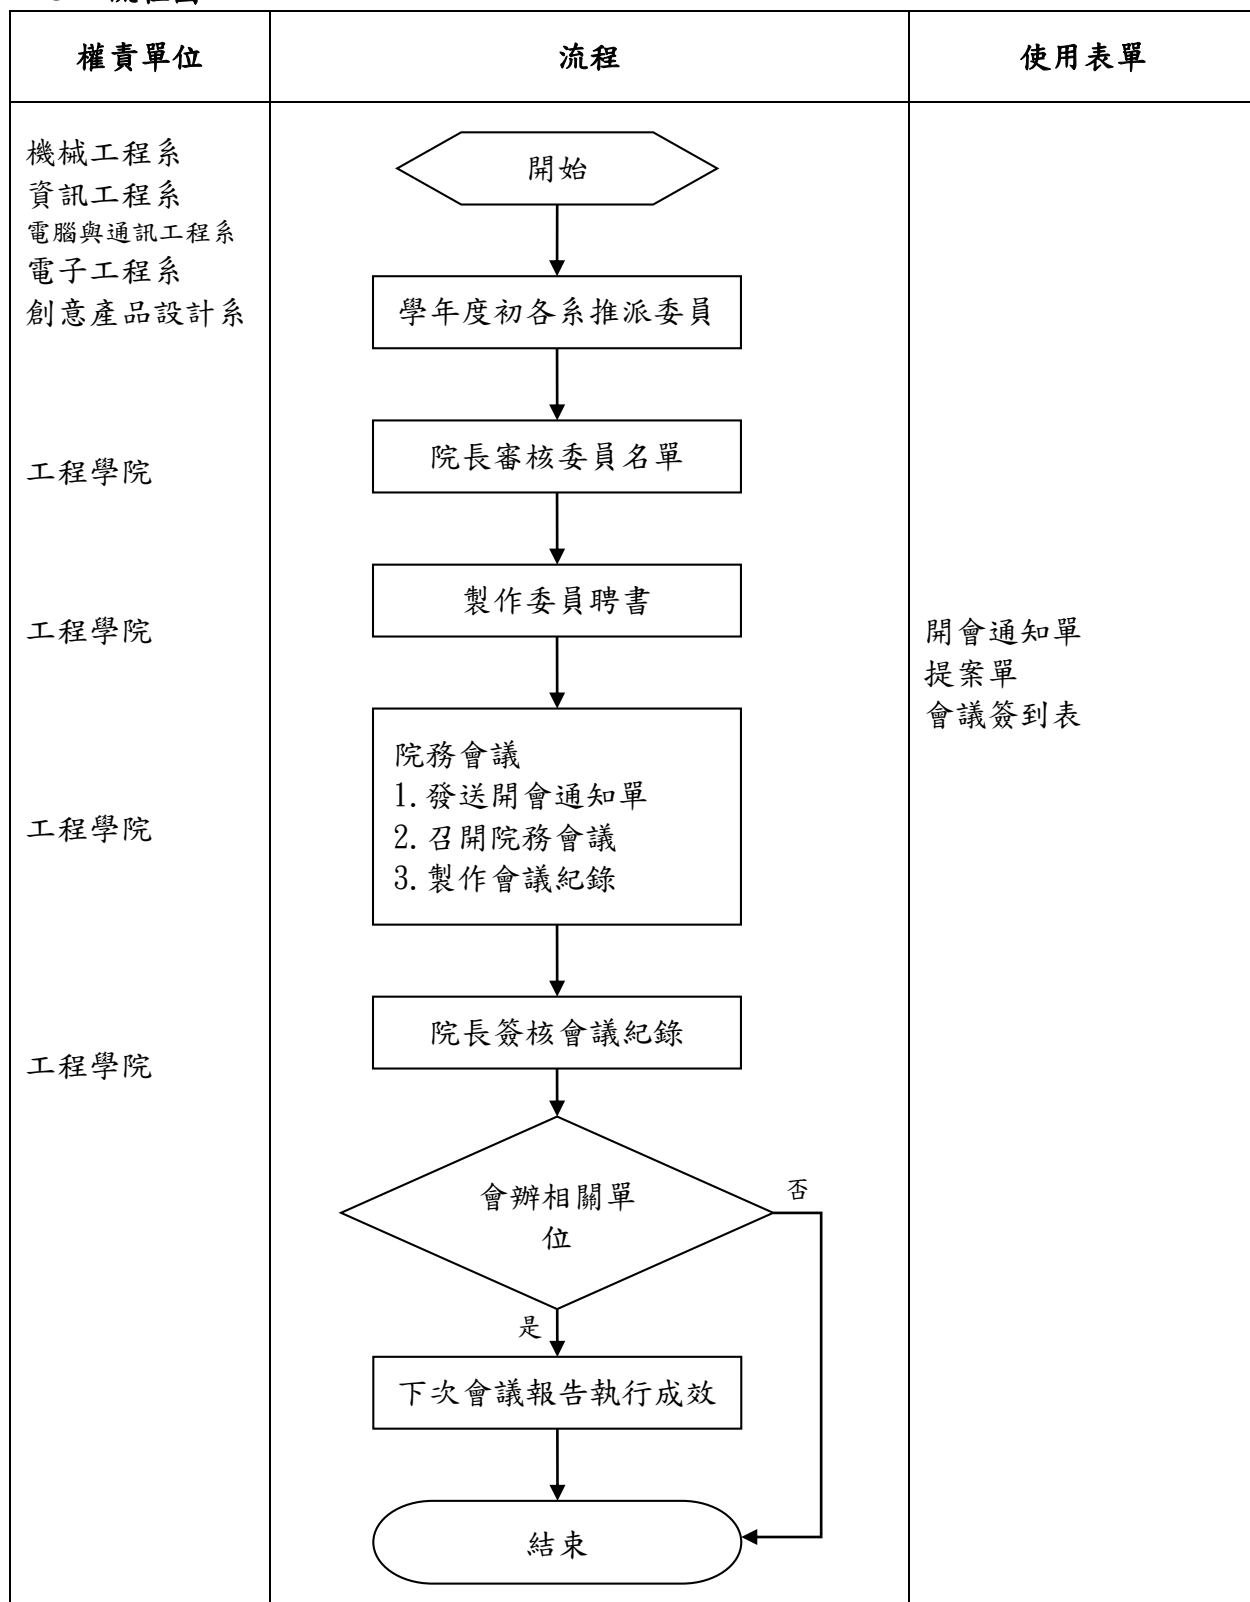 權責單位
流程
使用表單
機械工程系
資訊工程系
電腦與通訊工程系
電子工程系
創意產品設計系
工程學院
工程學院
工程學院
工程學院
開始
學年度初各系推派委員
院長審核委員名單
製作委員聘書
院務會議
1.發送開會通知單
2.召開院務會議
3.製作會議紀錄
院長簽核會議紀錄
會辦相關單
位
否
是
下次會議報告執行成效
結束
開會通知單
提案單
會議簽到表